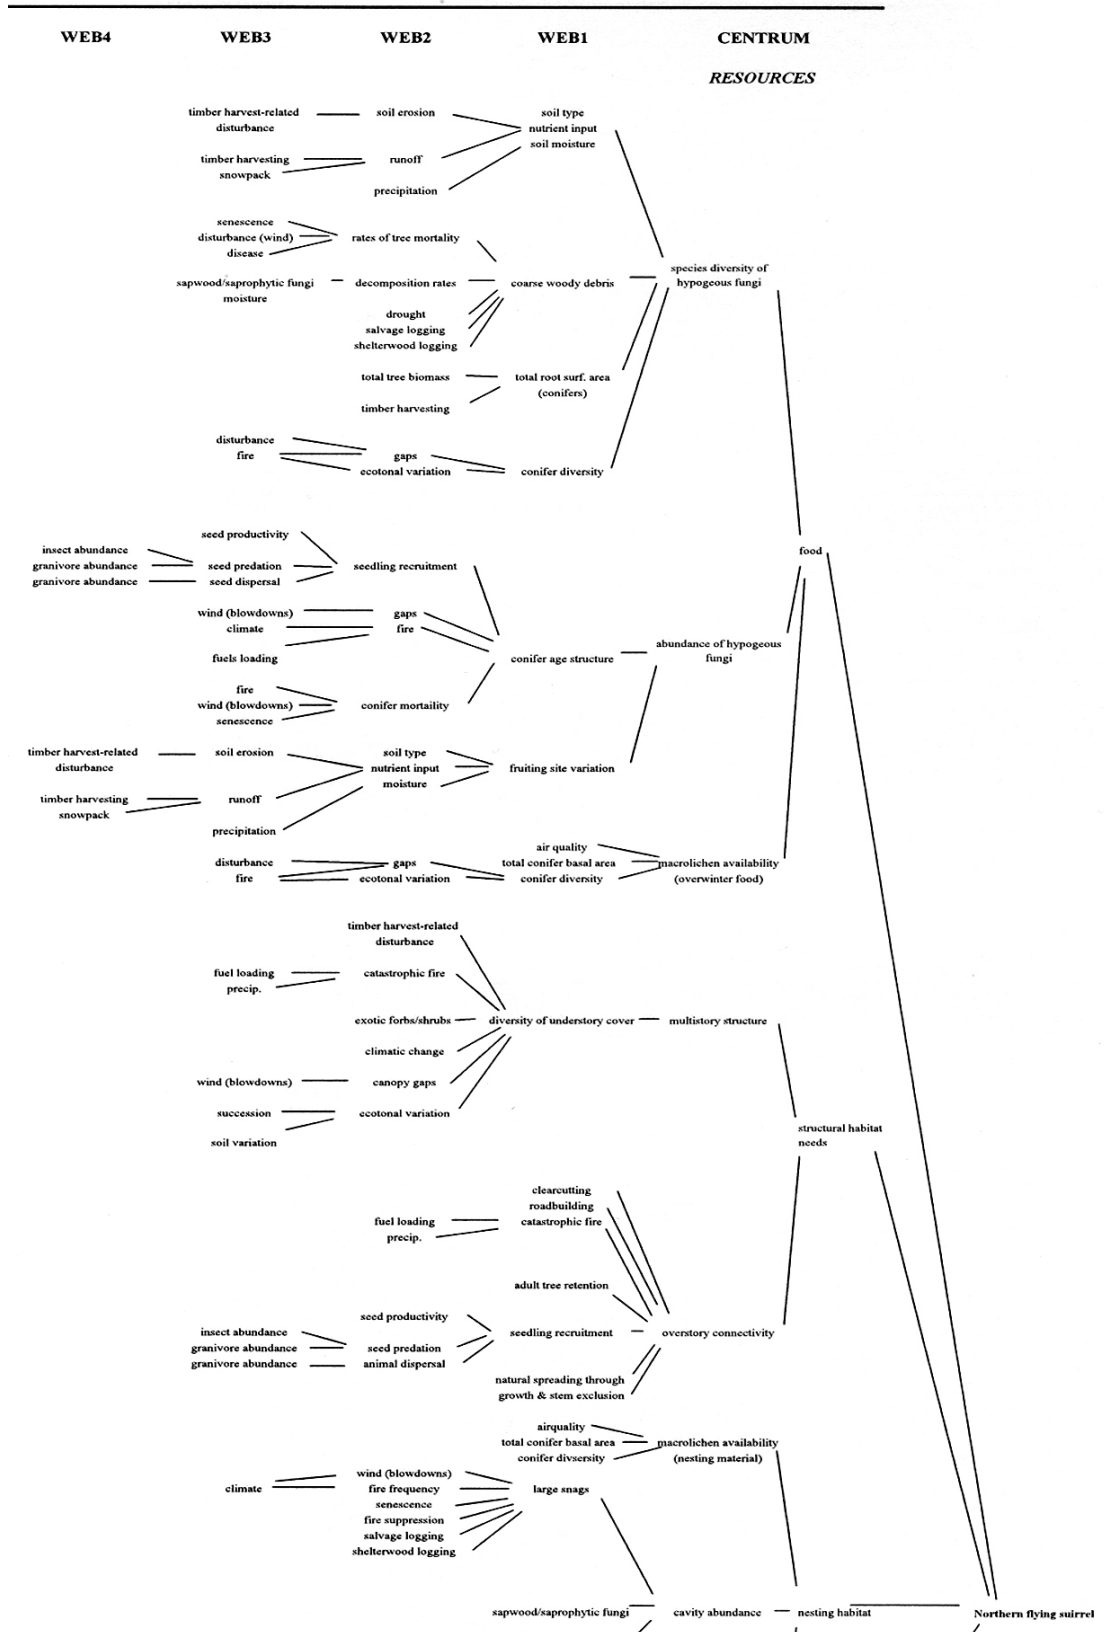 WEB4 WEB3 WEB2 WEB1 CENTRUM
RESOURCES
timber harvest-related soil erosion soil type
disturbance nutrient input
soil moisture
timber harvesting runoff
snowpack
precipitation
senescence
disturbance (wind) rates of tree mortality
disease
species diversity of
hypogeous fungi
sapwood/saprophytic fungi decomposition rates coarse woody debris
moisture
drought
salvage logging
shelterwood logging
total tree biomass total root surf. area
(conifers)
timber harvesting
disturbance
fire gaps
ecotonal variation conifer diversity
seed productivity
insect abundance food
granivore abundance seed predation seedling recruitment
granivore abundance seed dispersal
wind (blowdowns) gaps
climate fire
abundance of hypogeous
fungi
fuels loading conifer age structure
fire
wind (blowdowns) conifer mortaility
senescence
timber harvest-related soil erosion soil type
disturbance nutrient input fruiting site variation
moisture
timber harvesting runoff
snowpack
precipitation
air quality
disturbance gaps total conifer basal area macrolichen availability
fire ecotonal variation conifer diversity (overwinter food)
timber harvest-related
disturbance
fuel loading catastrophic fire
precip.
exotic forbs/shrubs diversity of understory cover multistory structure
climatic change
wind (blowdowns) canopy gaps
succession ecotonal variation
structural habitat
needs
soil variation
clearcutting
roadbuilding
fuel loading catastrophic fire
precip.
adult tree retention
seed productivity
insect abundance seedling recruitment overstory connectivity
granivore abundance seed predation
granivore abundance animal dispersal
natural spreading through
growth & stem exclusion
airquality
total conifer basal area macrolichen availability
conifer divsersity (nesting material)
wind (blowdowns)
climate fire frequency large snags
senescence
fire suppression
salvage logging
shelterwood logging
sapwood/saprophytic fungi cavity abundance nesting habitat Northern flying suirrel